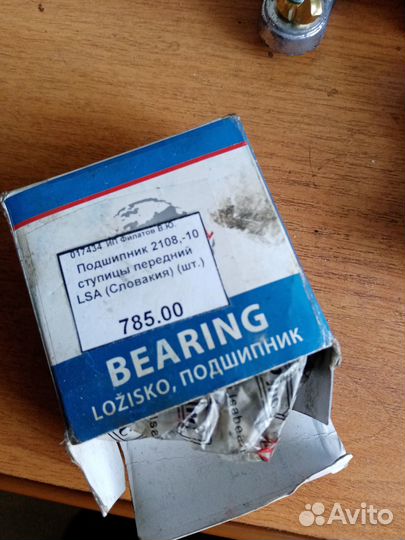 017434 ИП Филатов В.Ю.
Подшипник 2108,-10
ступицы передний
LSA (Словакия) (шт.)
785.00
BEARING
LOŽISKO, ПОДШИПНИК
Avito